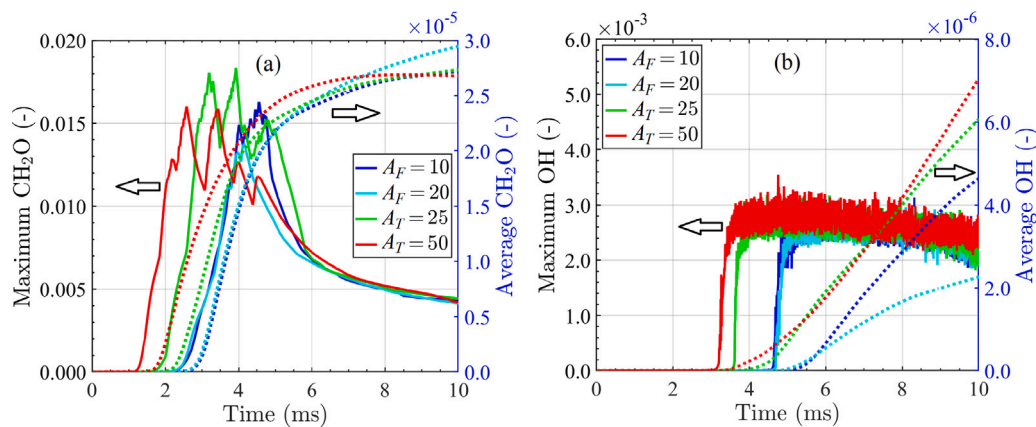 ×10⁻⁵
0.020
0.015
0.010
0.005
0.000
Maximum CH₂O (-)
(a)
A_F = 10
A_F = 20
A_T = 25
A_T = 50
3.0
2.5
2.0
1.5
1.0
0.5
0.0
Average CH₂O (-)
0 2 4 6 8 10
Time (ms)
×10⁻³
×10⁻⁶
6.0
5.0
4.0
3.0
2.0
1.0
0.0
Maximum OH (-)
A_F = 10
A_F = 20
A_T = 25
A_T = 50
(b)
8.0
6.0
4.0
2.0
0.0
Average OH (-)
0 2 4 6 8 10
Time (ms)